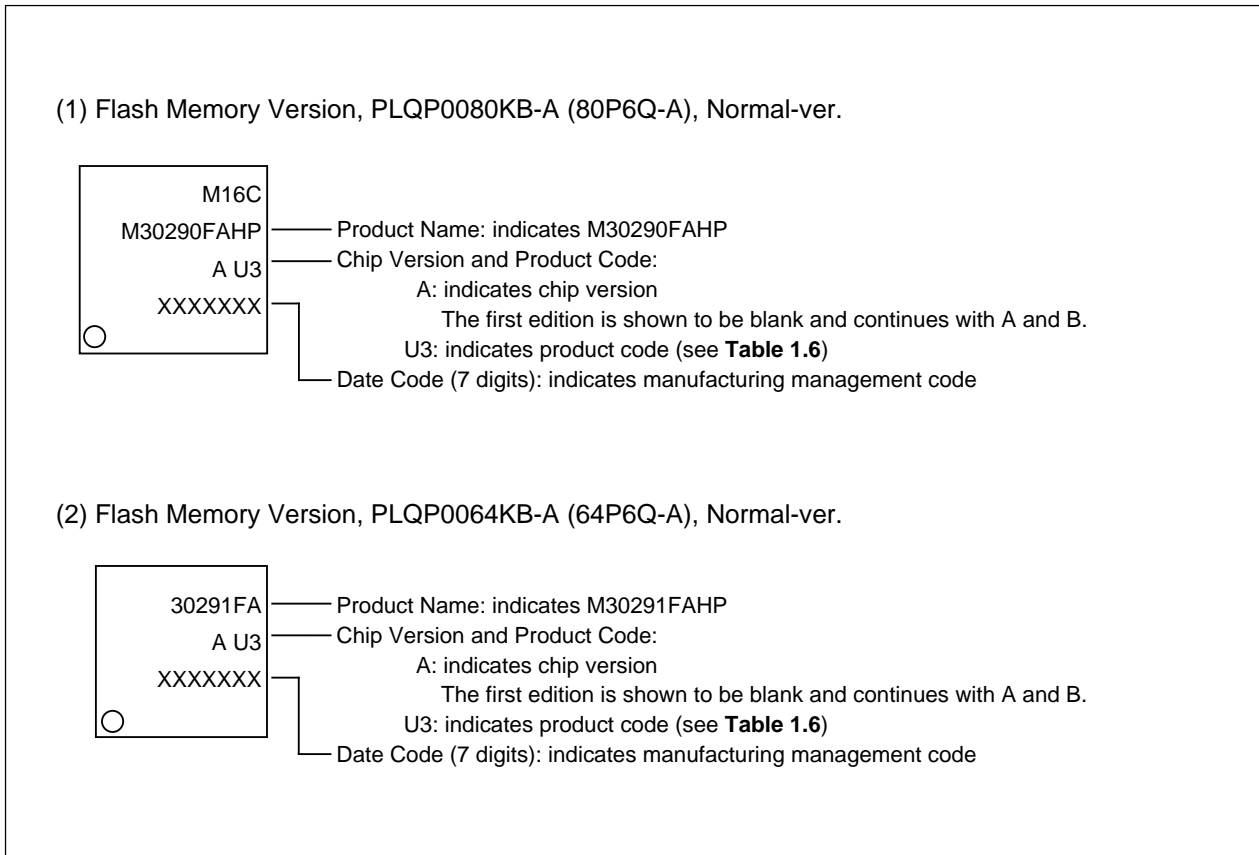 (1) Flash Memory Version, PLQP0080KB-A (80P6Q-A), Normal-ver.
M16C
M30290FAHP
Product Name: indicates M30290FAHP
A U3
Chip Version and Product Code:
A: indicates chip version
The first edition is shown to be blank and continues with A and B.
U3: indicates product code (see Table 1.6)
XXXXXXX
Date Code (7 digits): indicates manufacturing management code
(2) Flash Memory Version, PLQP0064KB-A (64P6Q-A), Normal-ver.
30291FA
Product Name: indicates M30291FAHP
A U3
Chip Version and Product Code:
A: indicates chip version
The first edition is shown to be blank and continues with A and B.
U3: indicates product code (see Table 1.6)
XXXXXXX
Date Code (7 digits): indicates manufacturing management code